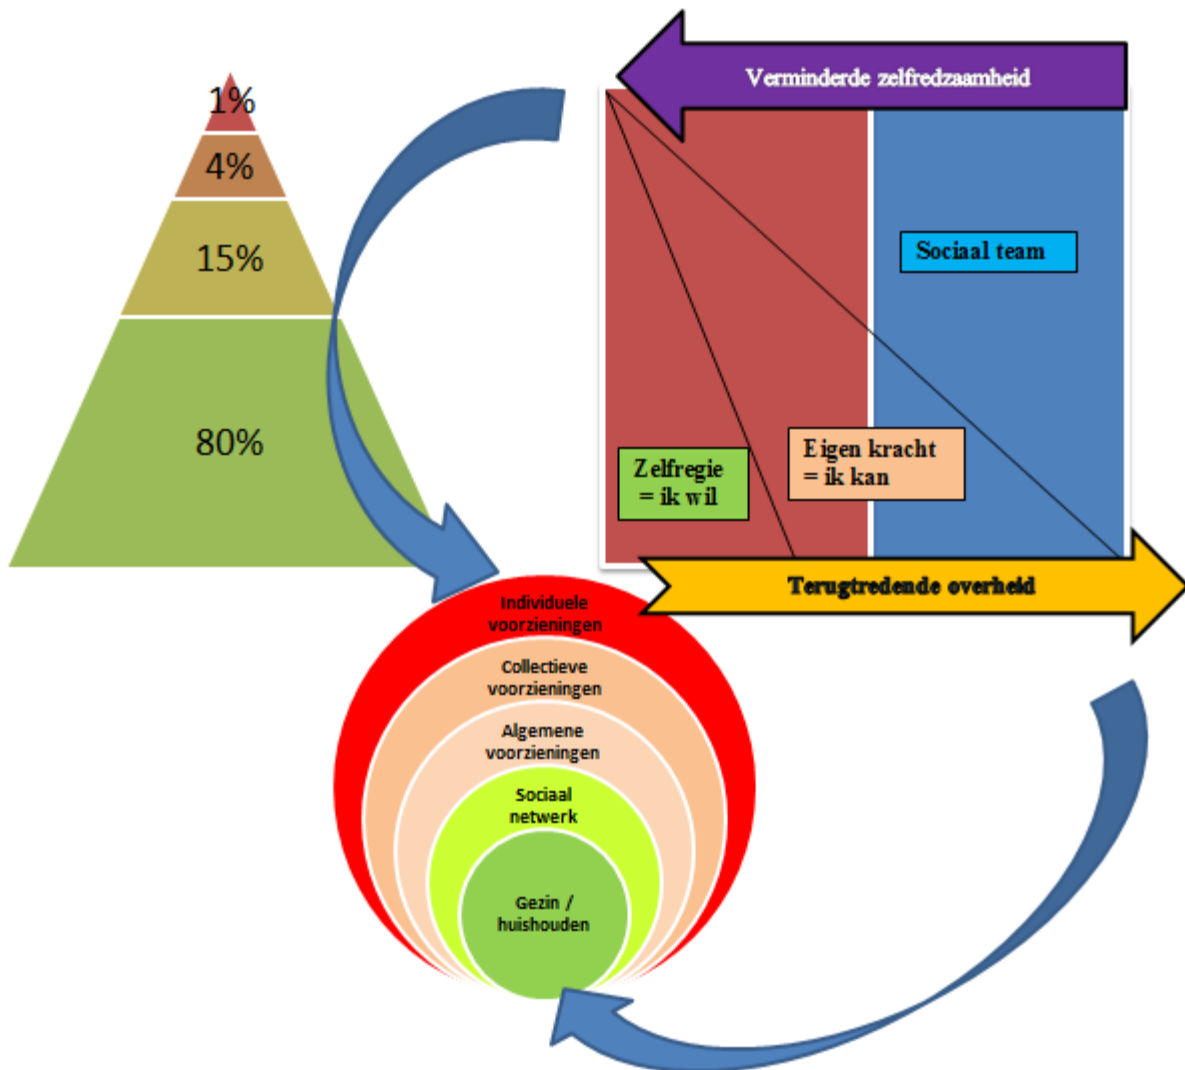 1%
4%
15%
80%
Verminderde zelfredzaamheid
Sociaal team
Zelfregie
= ik wil
Eigen kracht
= ik kan
Terugtredende overheid
Individuele
voorzieningen
Collectieve
voorzieningen
Algemene
voorzieningen
Sociaal
netwerk
Gezin /
huishouden